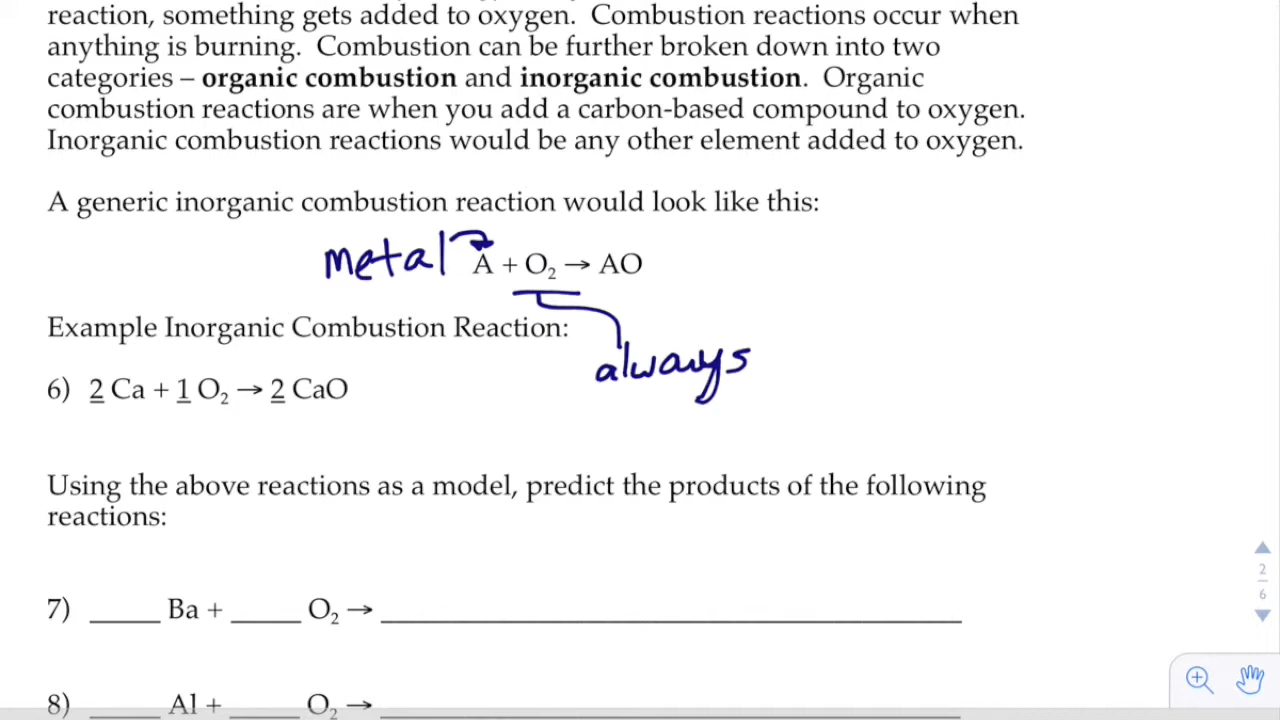 reaction, something gets added to oxygen.  Combustion reactions occur when
anything is burning.  Combustion can be further broken down into two
categories – organic combustion and inorganic combustion.  Organic
combustion reactions are when you add a carbon-based compound to oxygen.
Inorganic combustion reactions would be any other element added to oxygen.
A generic inorganic combustion reaction would look like this:
metal A + O₂ → AO
Example Inorganic Combustion Reaction:
always
6) 2 Ca + 1 O₂ → 2 CaO
Using the above reactions as a model, predict the products of the following
reactions:
7) _____ Ba + _____ O₂ → _____
8) _____ Al + _____ O₂ → _____
2
6